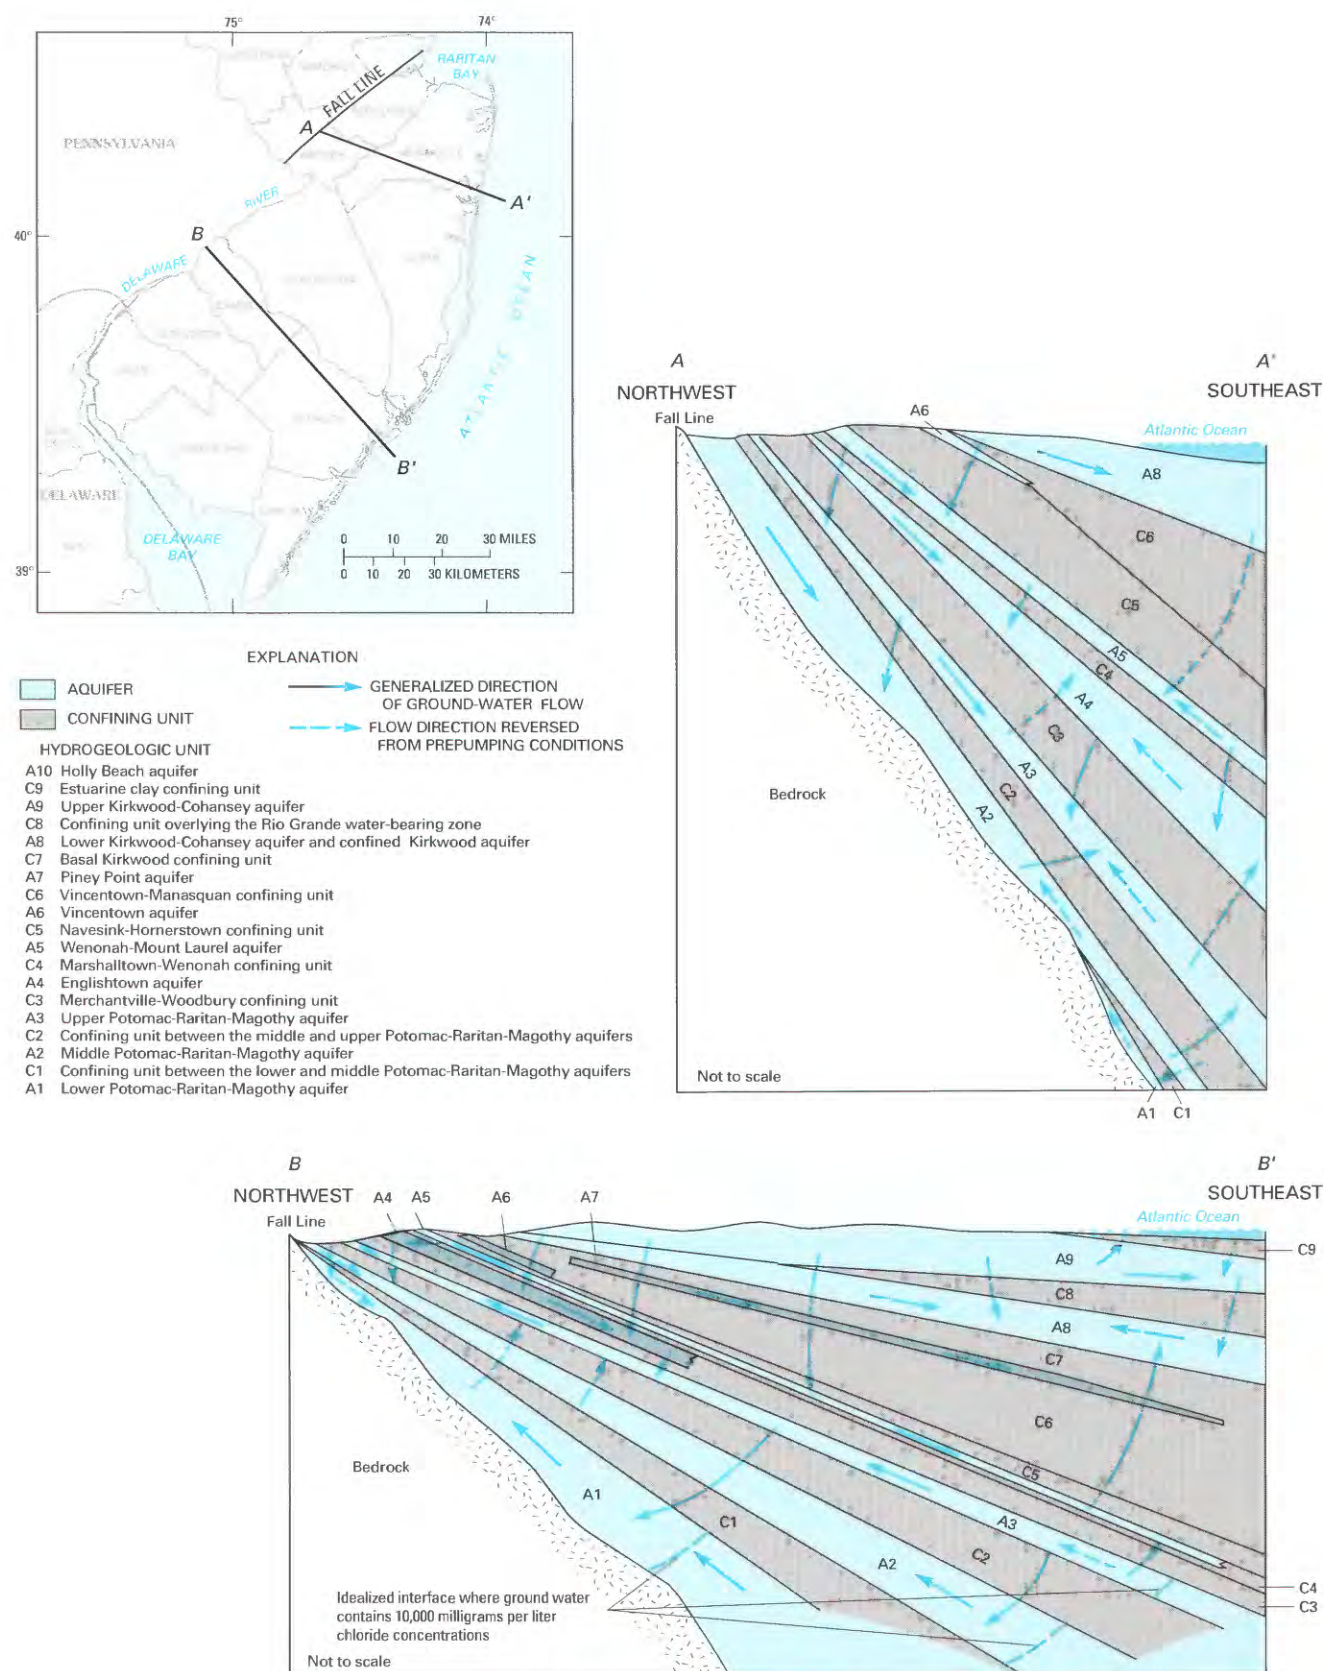 75°
74°
RARITAN
BAY
FALL LINE
A
PENNSYLVANIA
RIVER
A'
B
40°
DELAWARE
ATLANTIC OCEAN
B'
DELAWARE
DELAWARE
BAY
0 10 20 30 MILES
0 10 20 30 KILOMETERS
39°
EXPLANATION
AQUIFER
CONFINING UNIT
GENERALIZED DIRECTION
OF GROUND-WATER FLOW
FLOW DIRECTION REVERSED
FROM PREPUMPING CONDITIONS
HYDROGEOLOGIC UNIT
A10 Holly Beach aquifer
C9 Estuarine clay confining unit
A9 Upper Kirkwood-Cohansey aquifer
C8 Confining unit overlying the Rio Grande water-bearing zone
A8 Lower Kirkwood-Cohansey aquifer and confined Kirkwood aquifer
C7 Basal Kirkwood confining unit
A7 Piney Point aquifer
C6 Vincentown-Manasquan confining unit
A6 Vincentown aquifer
C5 Navesink-Hornerstown confining unit
A5 Wenonah-Mount Laurel aquifer
C4 Marshalltown-Wenonah confining unit
A4 Englishtown aquifer
C3 Merchantville-Woodbury confining unit
A3 Upper Potomac-Raritan-Magothy aquifer
C2 Confining unit between the middle and upper Potomac-Raritan-Magothy aquifers
A2 Middle Potomac-Raritan-Magothy aquifer
C1 Confining unit between the lower and middle Potomac-Raritan-Magothy aquifers
A1 Lower Potomac-Raritan-Magothy aquifer
A
A'
NORTHWEST
SOUTHEAST
Fall Line
A6
Atlantic Ocean
A8
C6
C5
A5
C4
A4
C3
A3
C2
A2
Bedrock
Not to scale
A1 C1
B
B'
NORTHWEST
A4 A5 A6 A7
SOUTHEAST
Fall Line
Atlantic Ocean
A9
C9
C8
A8
C7
C6
C5
Bedrock
A1
C1
A3
C2
A2
C4
C3
Idealized interface where ground water
contains 10,000 milligrams per liter
chloride concentrations
Not to scale